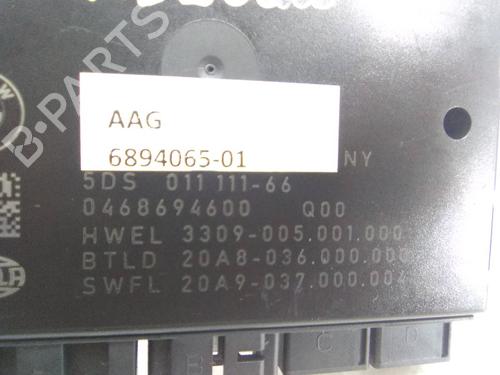 AAG
6894065-01 NY
5DS 011 111-66
0468694600 Q00
HWEL 3309-005.001.000
BTLD 20A8-036.000.000
SWFL 20A9-037.000.004
B-PARTS
B C D